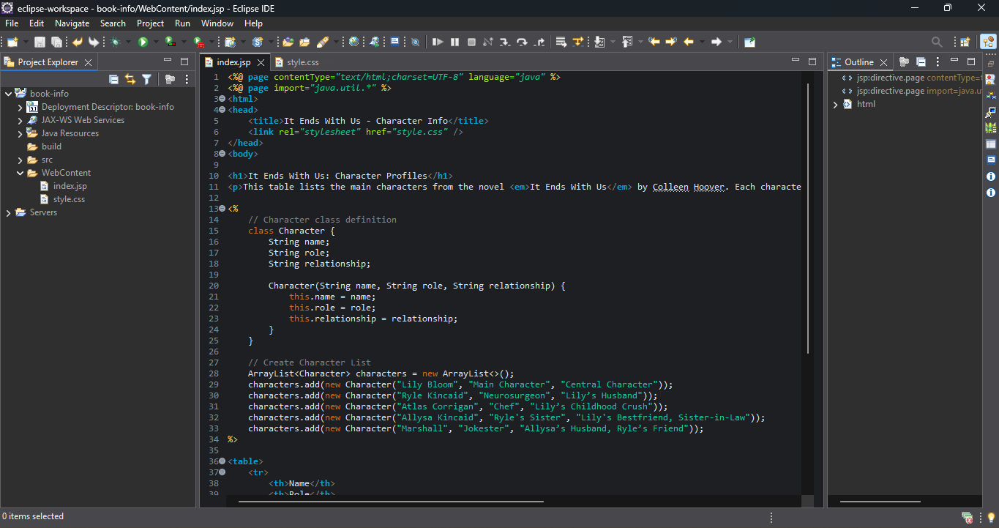 eclipse-workspace - book-info/WebContent/index.jsp - Eclipse IDE
File Edit Navigate Search Project Run Window Help
Project Explorer
index.jsp
style.css
Outline
book-info
Deployment Descriptor: book-info
JAX-WS Web Services
Java Resources
build
src
WebContent
index.jsp
style.css
Servers
1 <%@ page contentType="text/html;charset=UTF-8" language="java" %>
2 <%@ page import="java.util.*" %>
3 <html>
4 <head>
5 <title>It Ends With Us - Character Info</title>
6 <link rel="stylesheet" href="style.css" />
7 </head>
8 <body>
9
10 <h1>It Ends With Us: Character Profiles</h1>
11 <p>This table lists the main characters from the novel <em>It Ends With Us</em> by Colleen Hoover. Each characte
12
13 <%
14 // Character class definition
15 class Character {
16 String name;
17 String role;
18 String relationship;
19
20 Character(String name, String role, String relationship) {
21 this.name = name;
22 this.role = role;
23 this.relationship = relationship;
24 }
25 }
26
27 // Create Character List
28 ArrayList<Character> characters = new ArrayList<>();
29 characters.add(new Character("Lily Bloom", "Main Character", "Central Character"));
30 characters.add(new Character("Ryle Kincaid", "Neurosurgeon", "Lily's Husband"));
31 characters.add(new Character("Atlas Corrigan", "Chef", "Lily's Childhood Crush"));
32 characters.add(new Character("Allysa Kincaid", "Ryle's Sister", "Lily's Bestfriend, Sister-in-Law"));
33 characters.add(new Character("Marshall", "Jokester", "Allysa's Husband, Ryle's Friend"));
34 %>
35
36 <table>
37 <tr>
38 <th>Name</th>
39 <th>Role</th>
jsp:directive.page contentType=t
jsp:directive.page import=java.u
html
0 items selected